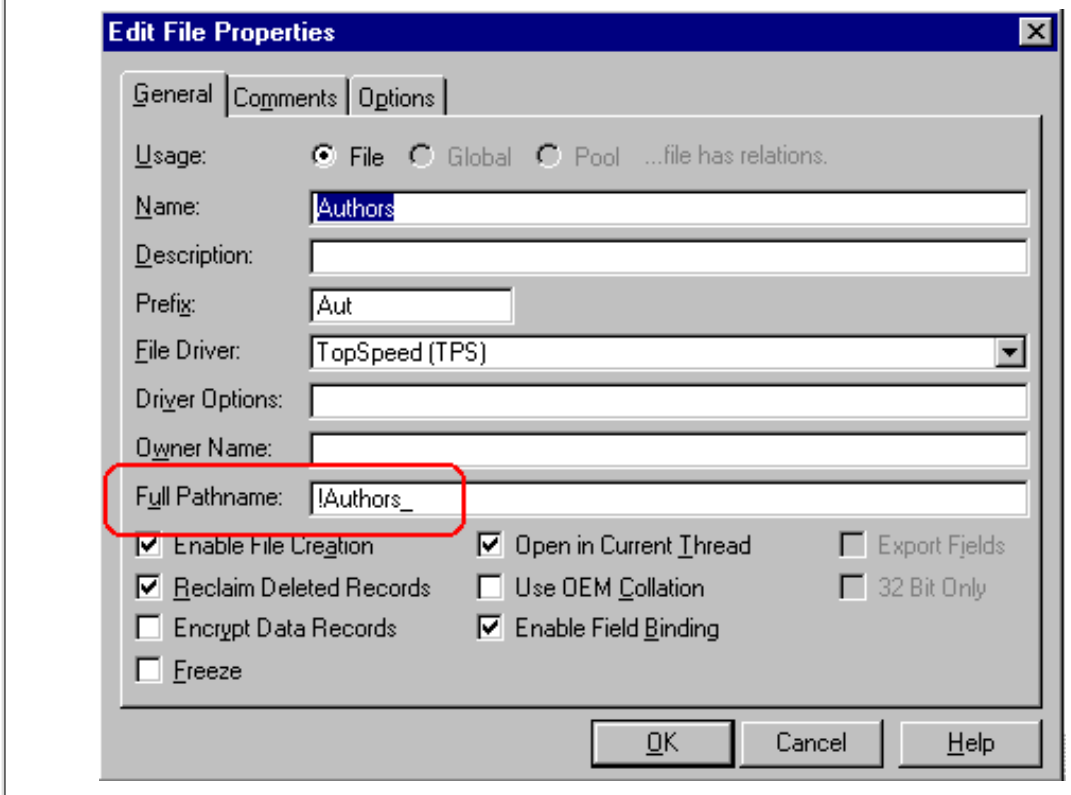 Edit File Properties
General Comments Options
Usage: File Global Pool ...file has relations.
Name: Authors
Description:
Prefix: Aut
File Driver: TopSpeed (TPS)
Driver Options:
Owner Name:
Full Pathname: !Authors_
Enable File Creation Open in Current Thread Export Fields
Reclaim Deleted Records Use OEM Collation 32 Bit Only
Encrypt Data Records Enable Field Binding
Freeze
OK Cancel Help